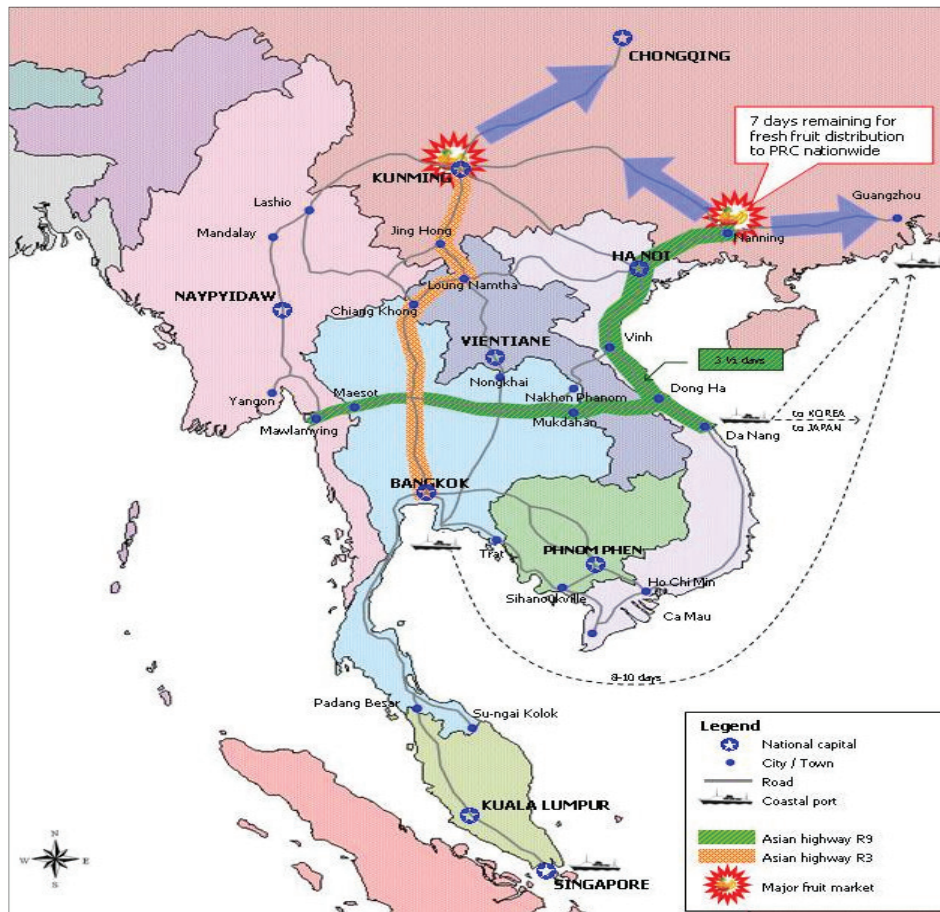 CHONGQING
7 days remaining for
fresh fruit distribution
to PRC nationwide
KUNMING
Guangzhou
Lashio
Mandalay
Jing Hong
Nanning
HA NOI
Loung Namtha
NAYPYIDAW
Chiang Khong
VIENTIANE
Vinh
3 ½ days
Nongkhai
Yangon
Maesot
Nakhon Phanom
Dong Ha
Mawlamying
Mukdahan
Da Nang
to KOREA
to JAPAN
BANGKOK
Trat
PHNOM PHEN
Sihanoukville
Ho Chi Min
Ca Mau
8-10 days
Padang Besar
Su-ngai Kolok
KUALA LUMPUR
SINGAPORE
N
W E
S
Legend
National capital
City / Town
Road
Coastal port
Asian highway R9
Asian highway R3
Major fruit market